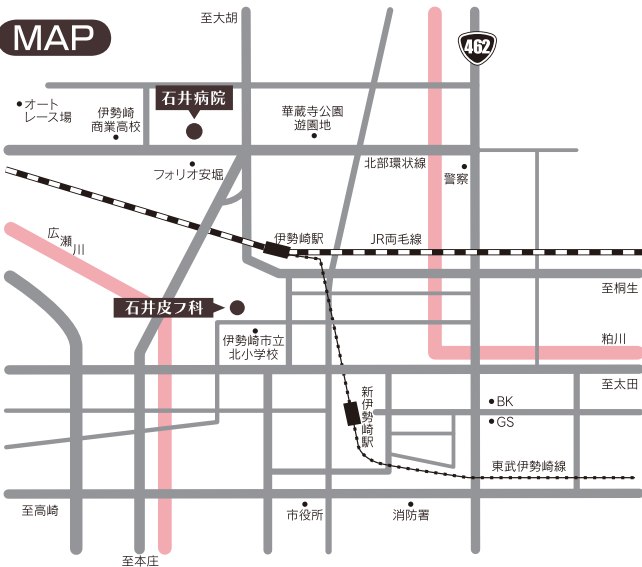 至大胡
MAP
462
石井病院
オート
レース場
伊勢崎
商業高校
華蔵寺公園
遊園地
フォリオ安堀
北部環状線
警察
広瀬川
伊勢崎駅
JR両毛線
至桐生
石井皮フ科
伊勢崎市立
北小学校
粕川
至太田
新伊勢崎駅
BK
GS
東武伊勢崎線
至高崎
市役所
消防署
至本庄